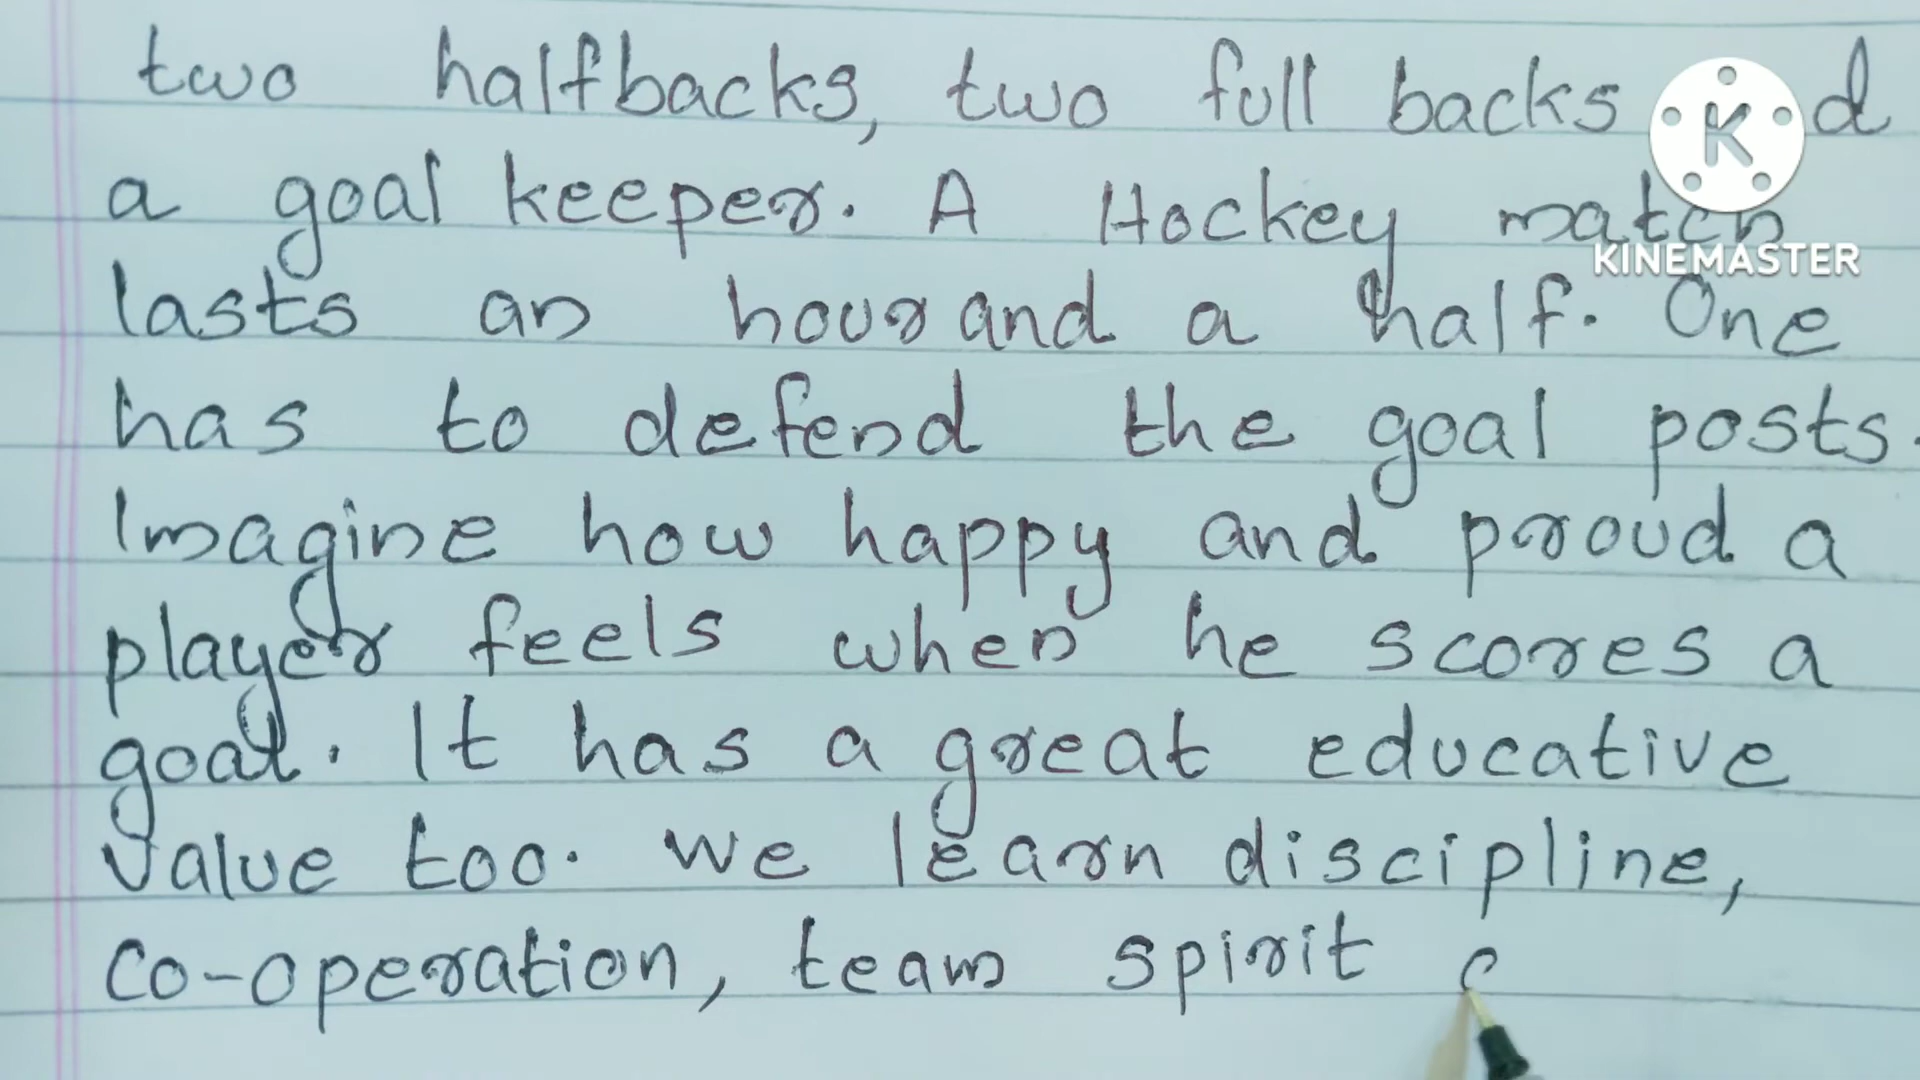 two halfbacks, two full backs d
a goal keeper. A Hockey match
KINEMASTER
lasts an hour and a half. One
has to defend the goal posts.
Imagine how happy and proud a
player feels when he scores a
goal. It has a great educative
value too. We learn discipline,
co-operation, team spirit